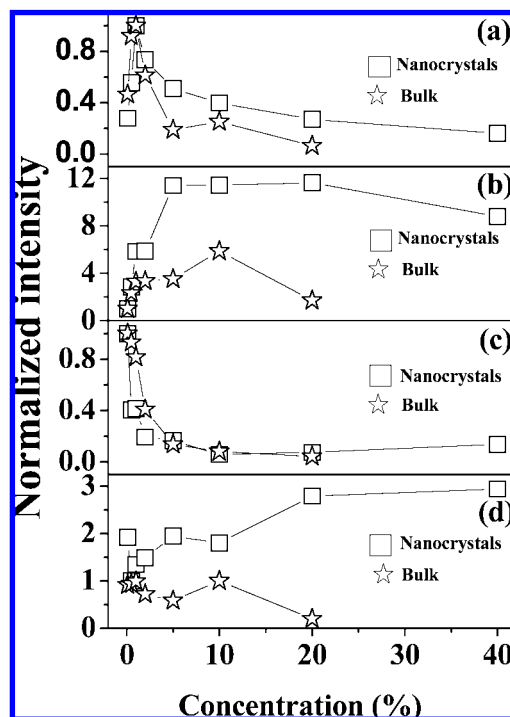 (a)
0.8
0.4
0.0
Nanocrystals
Bulk
(b)
12
8
4
0
Nanocrystals
Bulk
(c)
0.8
0.4
0.0
Nanocrystals
Bulk
(d)
3
2
1
0
Nanocrystals
Bulk
Normalized intensity
0 10 20 30 40
Concentration (%)